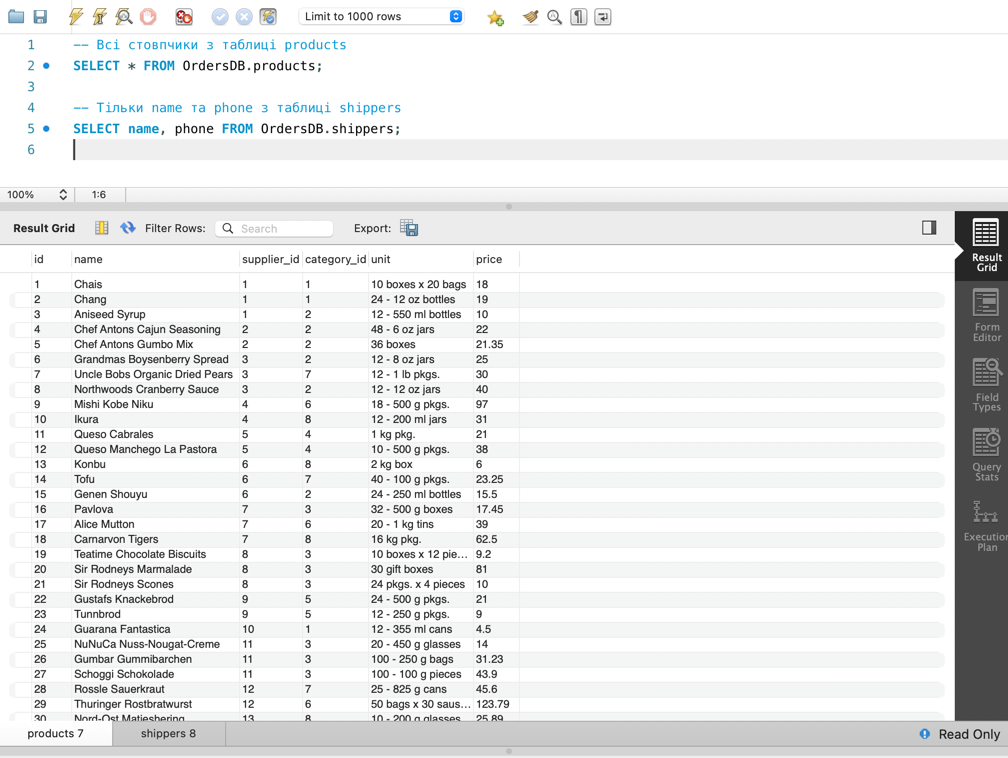 Limit to 1000 rows
1 -- Всі стовпчики з таблиці products
2 SELECT * FROM OrdersDB.products;
3
4 -- Тільки name та phone з таблиці shippers
5 SELECT name, phone FROM OrdersDB.shippers;
6
100% 1:6
Result Grid Filter Rows: Search Export:
id name supplier_id category_id unit price
1 Chais 1 1 10 boxes x 20 bags 18
2 Chang 1 1 24 - 12 oz bottles 19
3 Aniseed Syrup 1 2 12 - 550 ml bottles 10
4 Chef Antons Cajun Seasoning 2 2 48 - 6 oz jars 22
5 Chef Antons Gumbo Mix 2 2 36 boxes 21.35
6 Grandmas Boysenberry Spread 3 2 12 - 8 oz jars 25
7 Uncle Bobs Organic Dried Pears 3 7 12 - 1 lb pkgs. 30
8 Northwoods Cranberry Sauce 3 2 12 - 12 oz jars 40
9 Mishi Kobe Niku 4 6 18 - 500 g pkgs. 97
10 Ikura 4 8 12 - 200 ml jars 31
11 Queso Cabrales 5 4 1 kg pkg. 21
12 Queso Manchego La Pastora 5 4 10 - 500 g pkgs. 38
13 Konbu 6 8 2 kg box 6
14 Tofu 6 7 40 - 100 g pkgs. 23.25
15 Genen Shouyu 6 2 24 - 250 ml bottles 15.5
16 Pavlova 7 3 32 - 500 g boxes 17.45
17 Alice Mutton 7 6 20 - 1 kg tins 39
18 Carnarvon Tigers 7 8 16 kg pkg. 62.5
19 Teatime Chocolate Biscuits 8 3 10 boxes x 12 pie... 9.2
20 Sir Rodneys Marmalade 8 3 30 gift boxes 81
21 Sir Rodneys Scones 8 3 24 pkgs. x 4 pieces 10
22 Gustafs Knackebrod 9 5 24 - 500 g pkgs. 21
23 Tunnbrod 9 5 12 - 250 g pkgs. 9
24 Guarana Fantastica 10 1 12 - 355 ml cans 4.5
25 NuNuCa Nuss-Nougat-Creme 11 3 20 - 450 g glasses 14
26 Gumbar Gummibarchen 11 3 100 - 250 g bags 31.23
27 Schoggi Schokolade 11 3 100 - 100 g pieces 43.9
28 Rossle Sauerkraut 12 7 25 - 825 g cans 45.6
29 Thuringer Rostbratwurst 12 6 50 bags x 30 saus... 123.79
30 Nord-Ost Matjeshering 13 8 10 - 200 g glasses 25.89
Result
Grid
Form
Editor
Field
Types
Query
Stats
Execution
Plan
products 7 shippers 8 Read Only